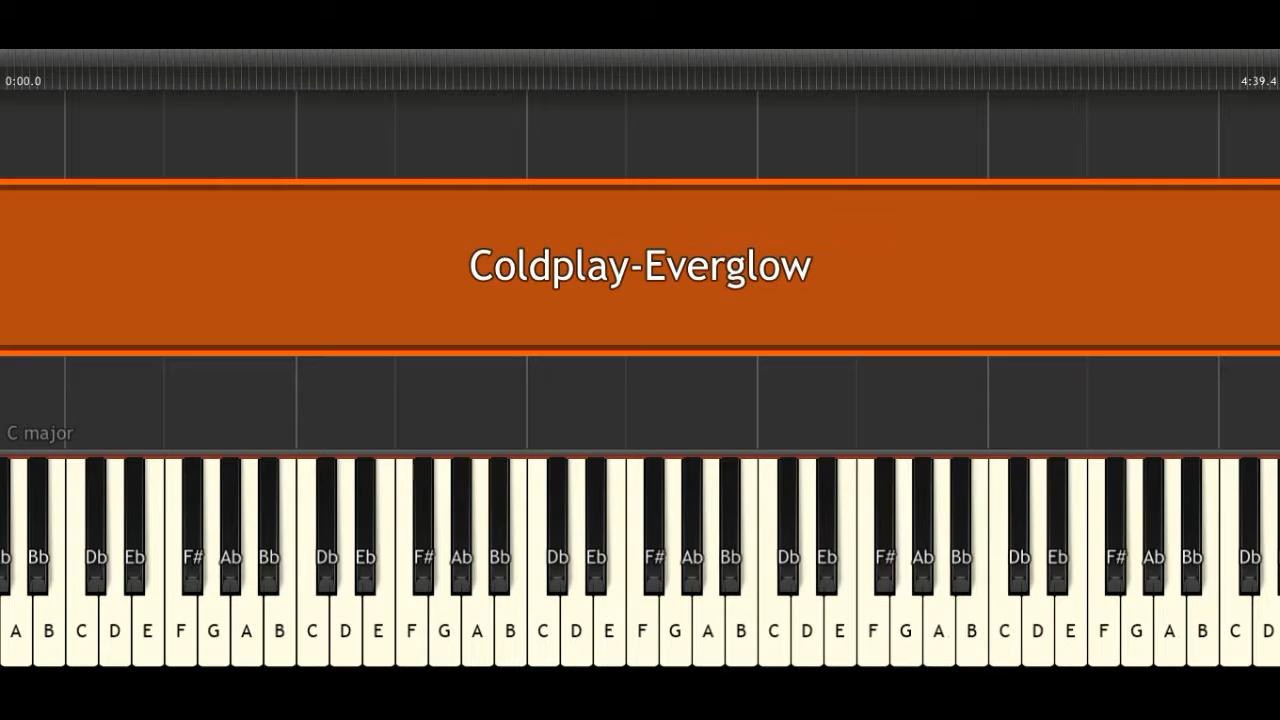 0:00.0 4:39.4
Coldplay-Everglow
C major
b Bb Db Eb F# Ab Bb Db Eb F# Ab Bb Db Eb F# Ab Bb Db Eb F# Ab Bb Db Eb F# Ab Bb Db
A B C D E F G A B C D E F G A B C D E F G A B C D E F G A B C D E F G A B C D